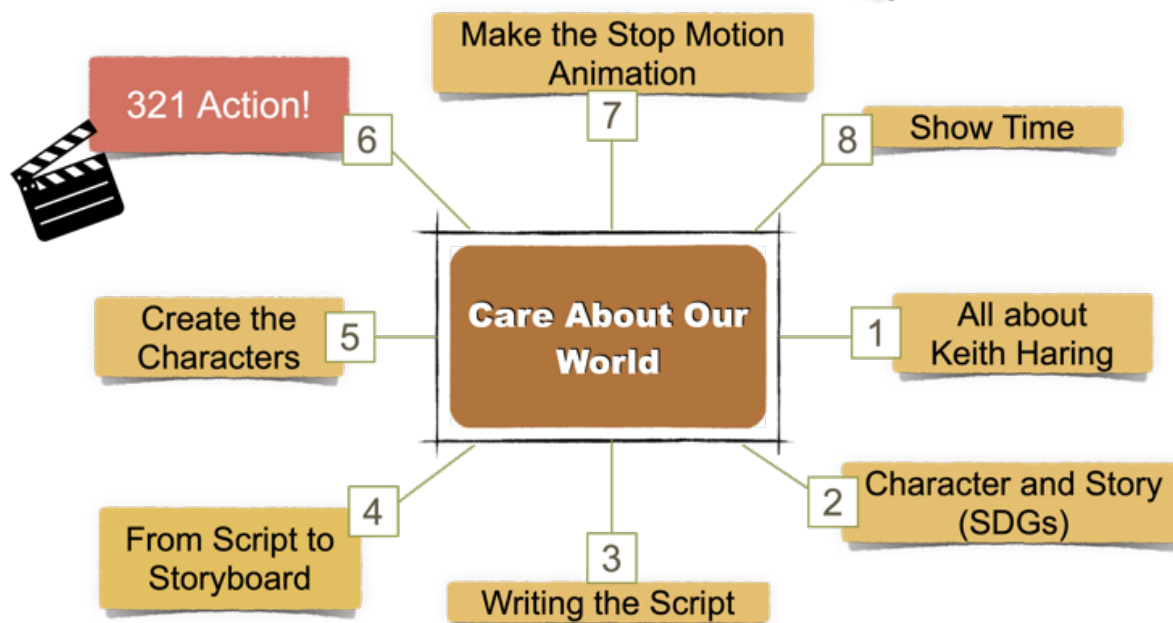 Make the Stop Motion
Animation
7
321 Action!
6
8
Show Time
Care About Our
World
Create the
Characters
5
1
All about
Keith Haring
4
From Script to
Storyboard
3
Writing the Script
2
Character and Story
(SDGs)